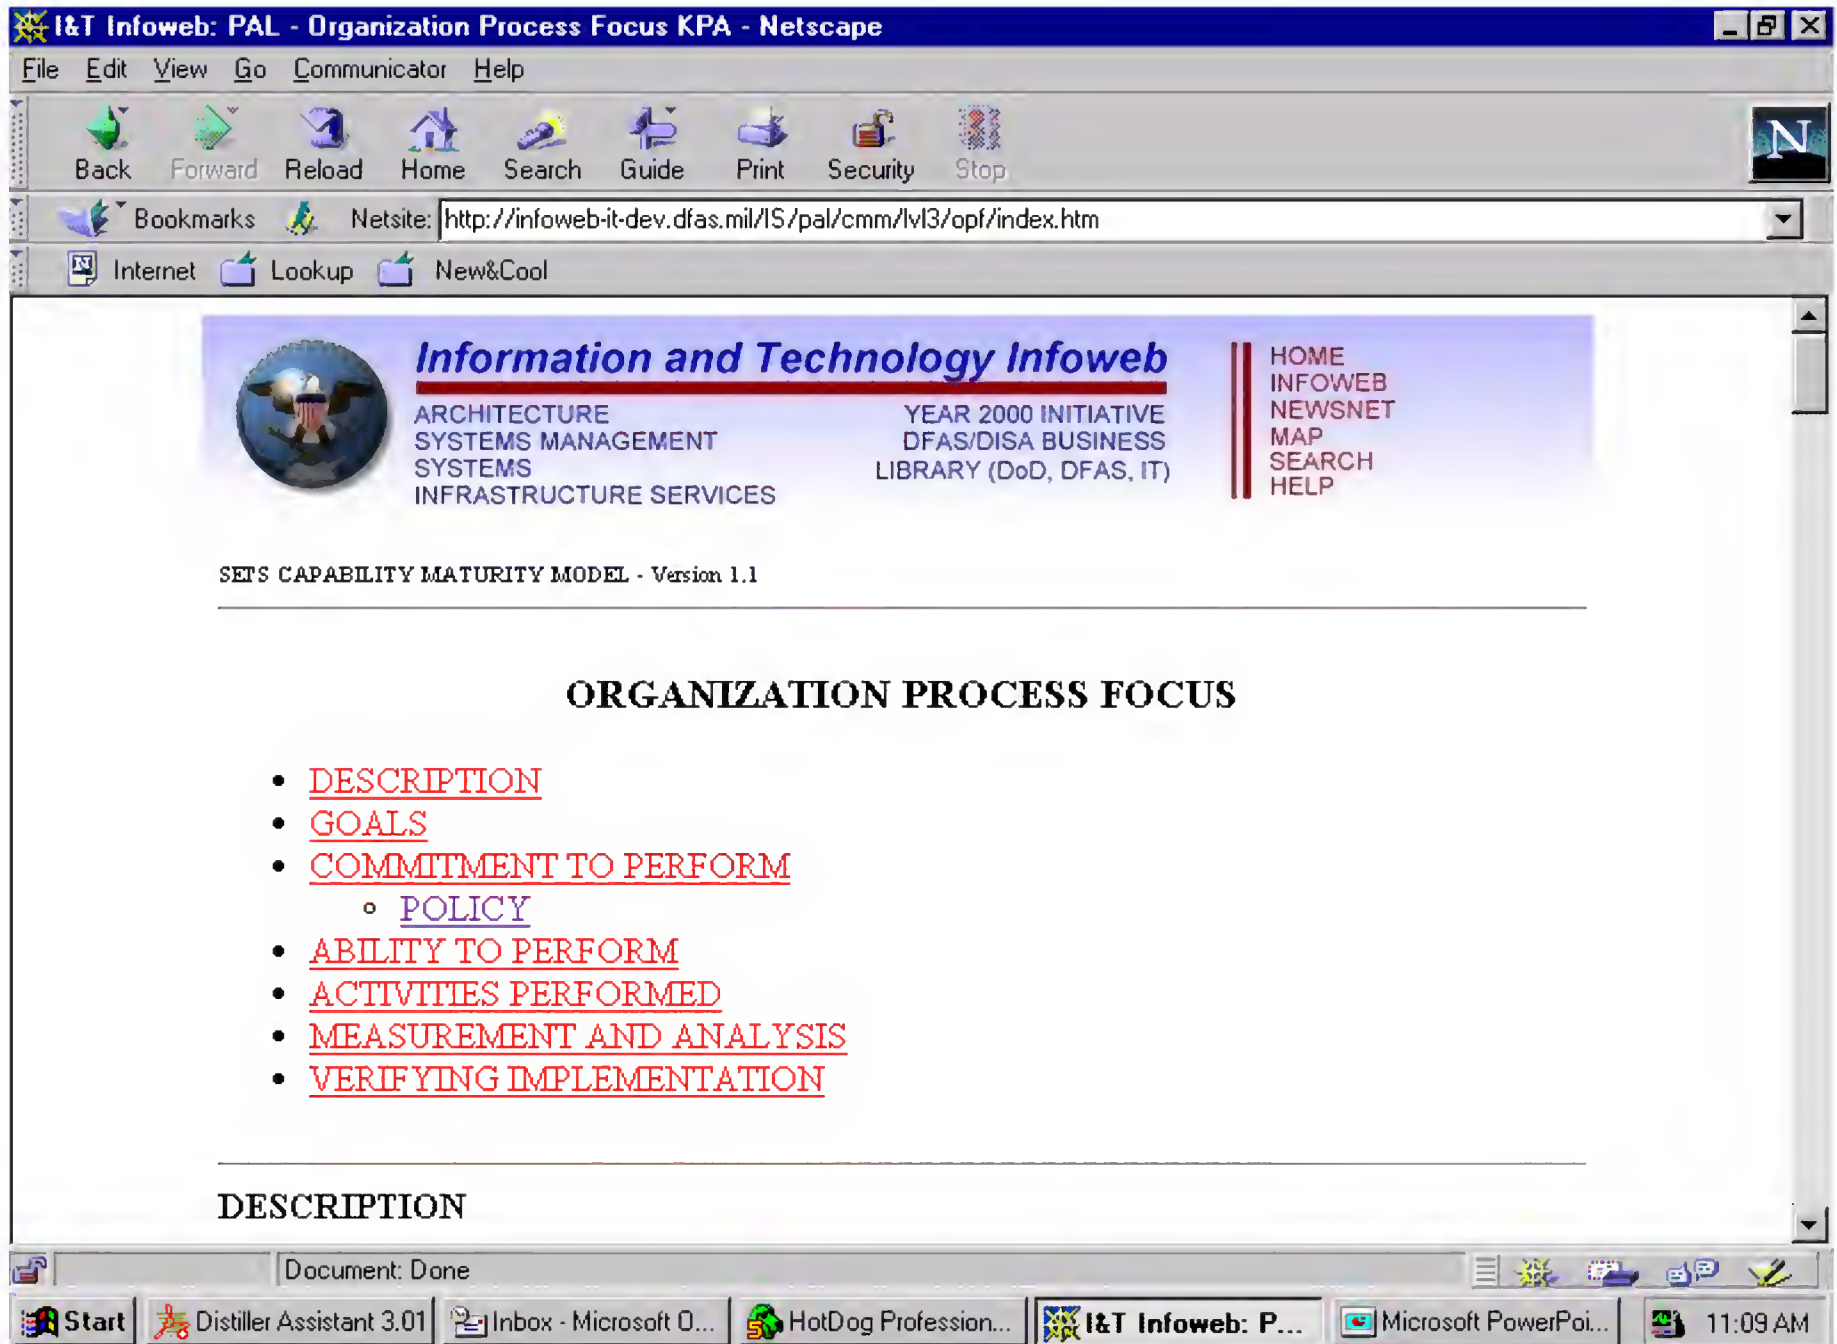 I&T Infoweb: PAL - Organization Process Focus KPA - Netscape
File Edit View Go Communicator Help
Back Forward Reload Home Search Guide Print Security Stop
N
Bookmarks Netsite: http://infoweb-it-dev.dfas.mil/IS/pal/cmm/lvl3/opf/index.htm
Internet Lookup New&Cool
Information and Technology Infoweb
ARCHITECTURE
SYSTEMS MANAGEMENT
SYSTEMS
INFRASTRUCTURE SERVICES
YEAR 2000 INITIATIVE
DFAS/DISA BUSINESS
LIBRARY (DoD, DFAS, IT)
HOME
INFOWEB
NEWSNET
MAP
SEARCH
HELP
SETS CAPABILITY MATURITY MODEL - Version 1.1
ORGANIZATION PROCESS FOCUS
• DESCRIPTION
• GOALS
• COMMITMENT TO PERFORM
o POLICY
• ABILITY TO PERFORM
• ACTIVITIES PERFORMED
• MEASUREMENT AND ANALYSIS
• VERIFYING IMPLEMENTATION
DESCRIPTION
Document: Done
Start Distiller Assistant 3.01 Inbox - Microsoft O... HotDog Profession... I&T Infoweb: P... Microsoft PowerPoi... 11:09 AM